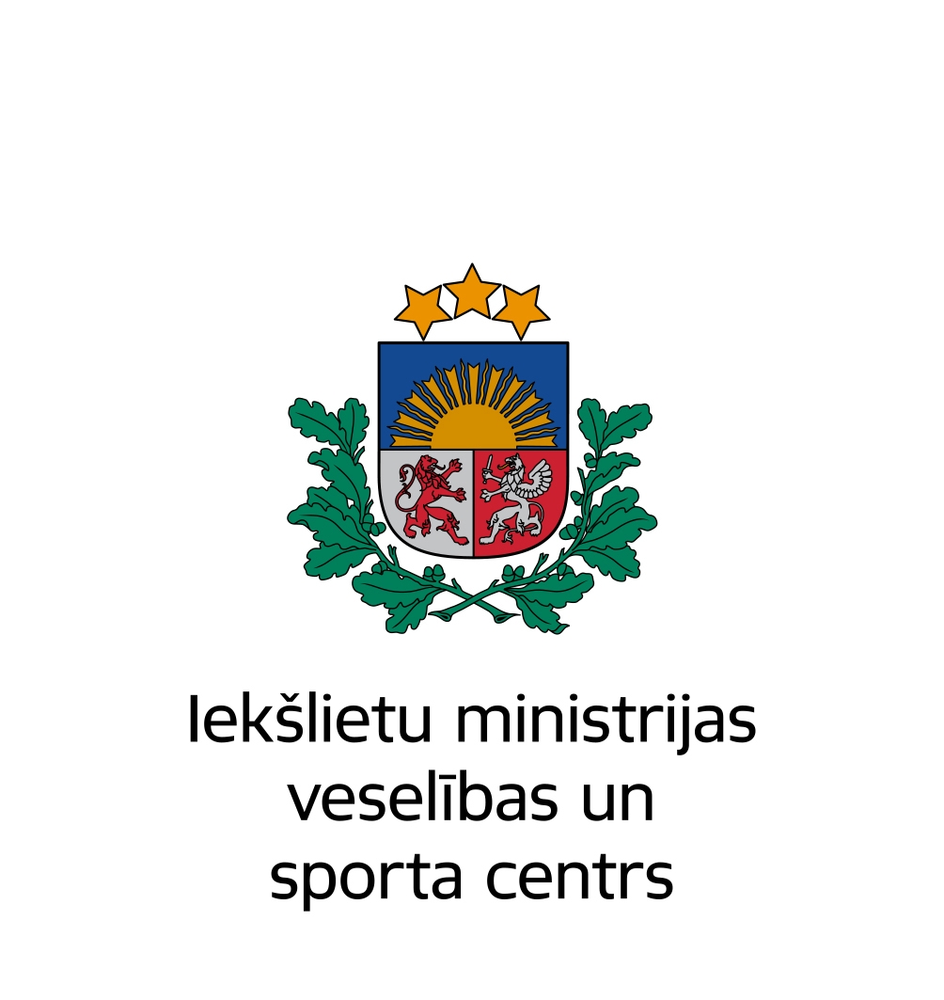 Iekšlietu ministrijas
veselības un
sporta centrs